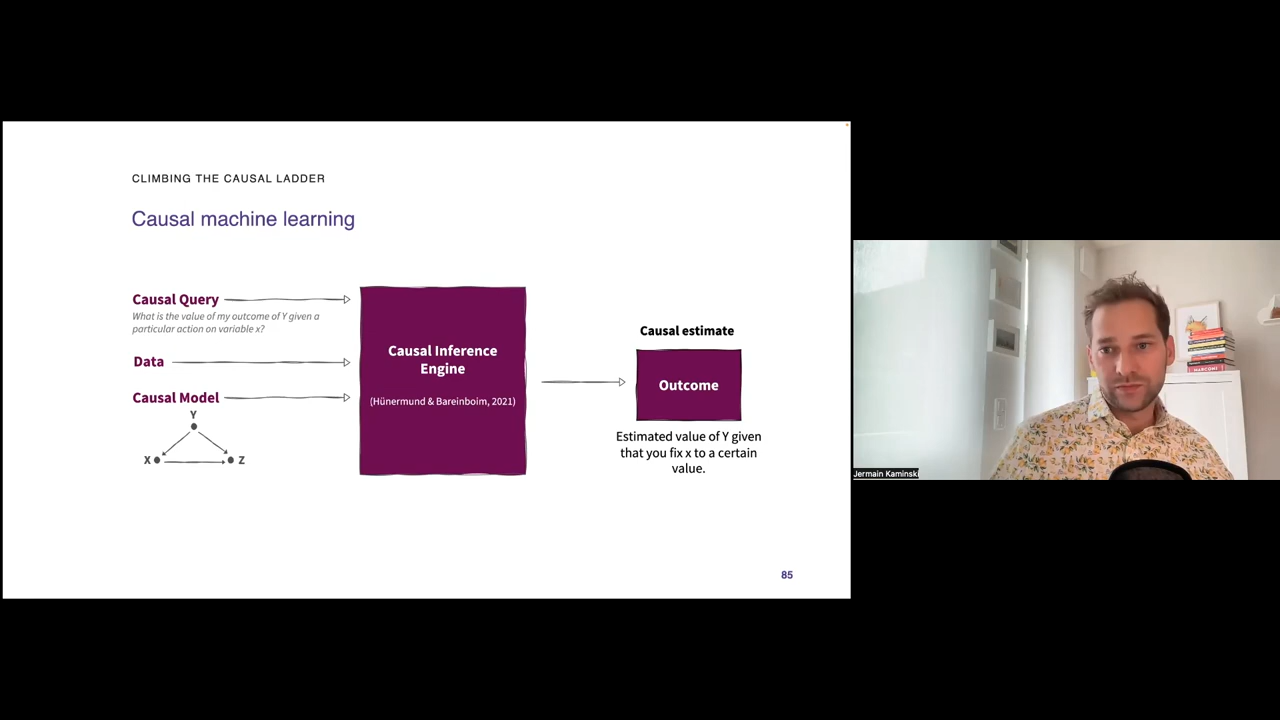 CLIMBING THE CAUSAL LADDER
Causal machine learning
Causal Query
What is the value of my outcome of Y given a
particular action on variable x?
Data
Causal Model
Y
X
Z
Causal Inference
Engine
(Hünermund & Bareinboim, 2021)
Causal estimate
Outcome
Estimated value of Y given
that you fix x to a certain
value.
85
MARCONI
Jermain Kaminski